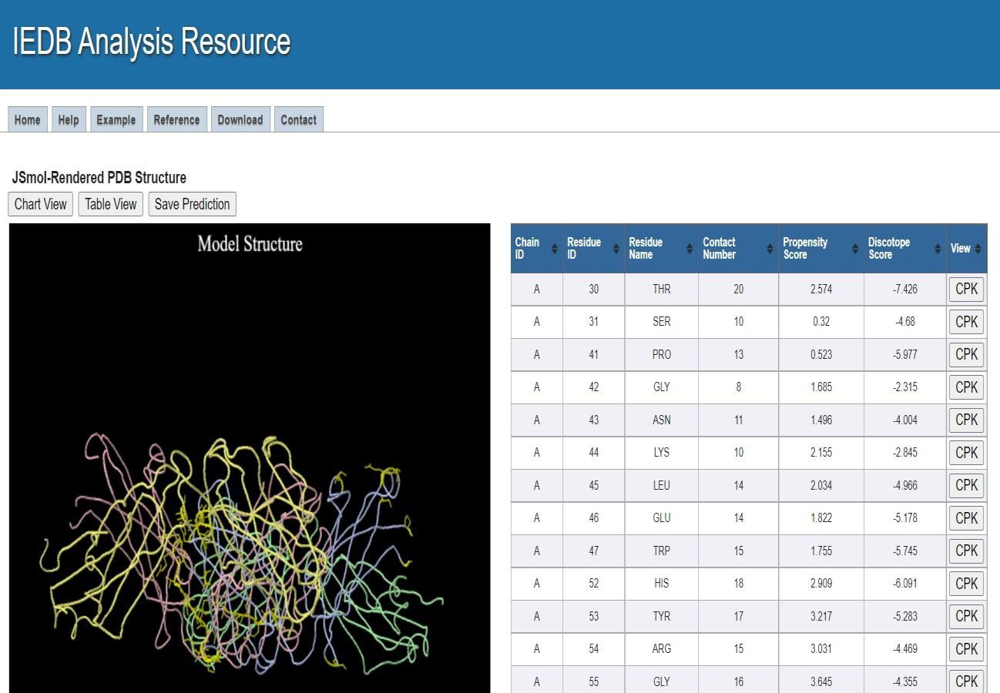 IEDB Analysis Resource
Home Help Example Reference Download Contact
JSmol-Rendered PDB Structure
Chart View Table View Save Prediction
Model Structure
Chain ID Residue ID Residue Name Contact Number Propensity Score Discotope Score View
A 30 THR 20 2.574 -7.426 CPK
A 31 SER 10 0.32 -4.68 CPK
A 41 PRO 13 0.523 -5.977 CPK
A 42 GLY 8 1.685 -2.315 CPK
A 43 ASN 11 1.496 -4.004 CPK
A 44 LYS 10 2.155 -2.845 CPK
A 45 LEU 14 2.034 -4.966 CPK
A 46 GLU 14 1.822 -5.178 CPK
A 47 TRP 15 1.755 -5.745 CPK
A 52 HIS 18 2.909 -6.091 CPK
A 53 TYR 17 3.217 -5.283 CPK
A 54 ARG 15 3.031 -4.469 CPK
A 55 GLY 16 3.645 -4.355 CPK